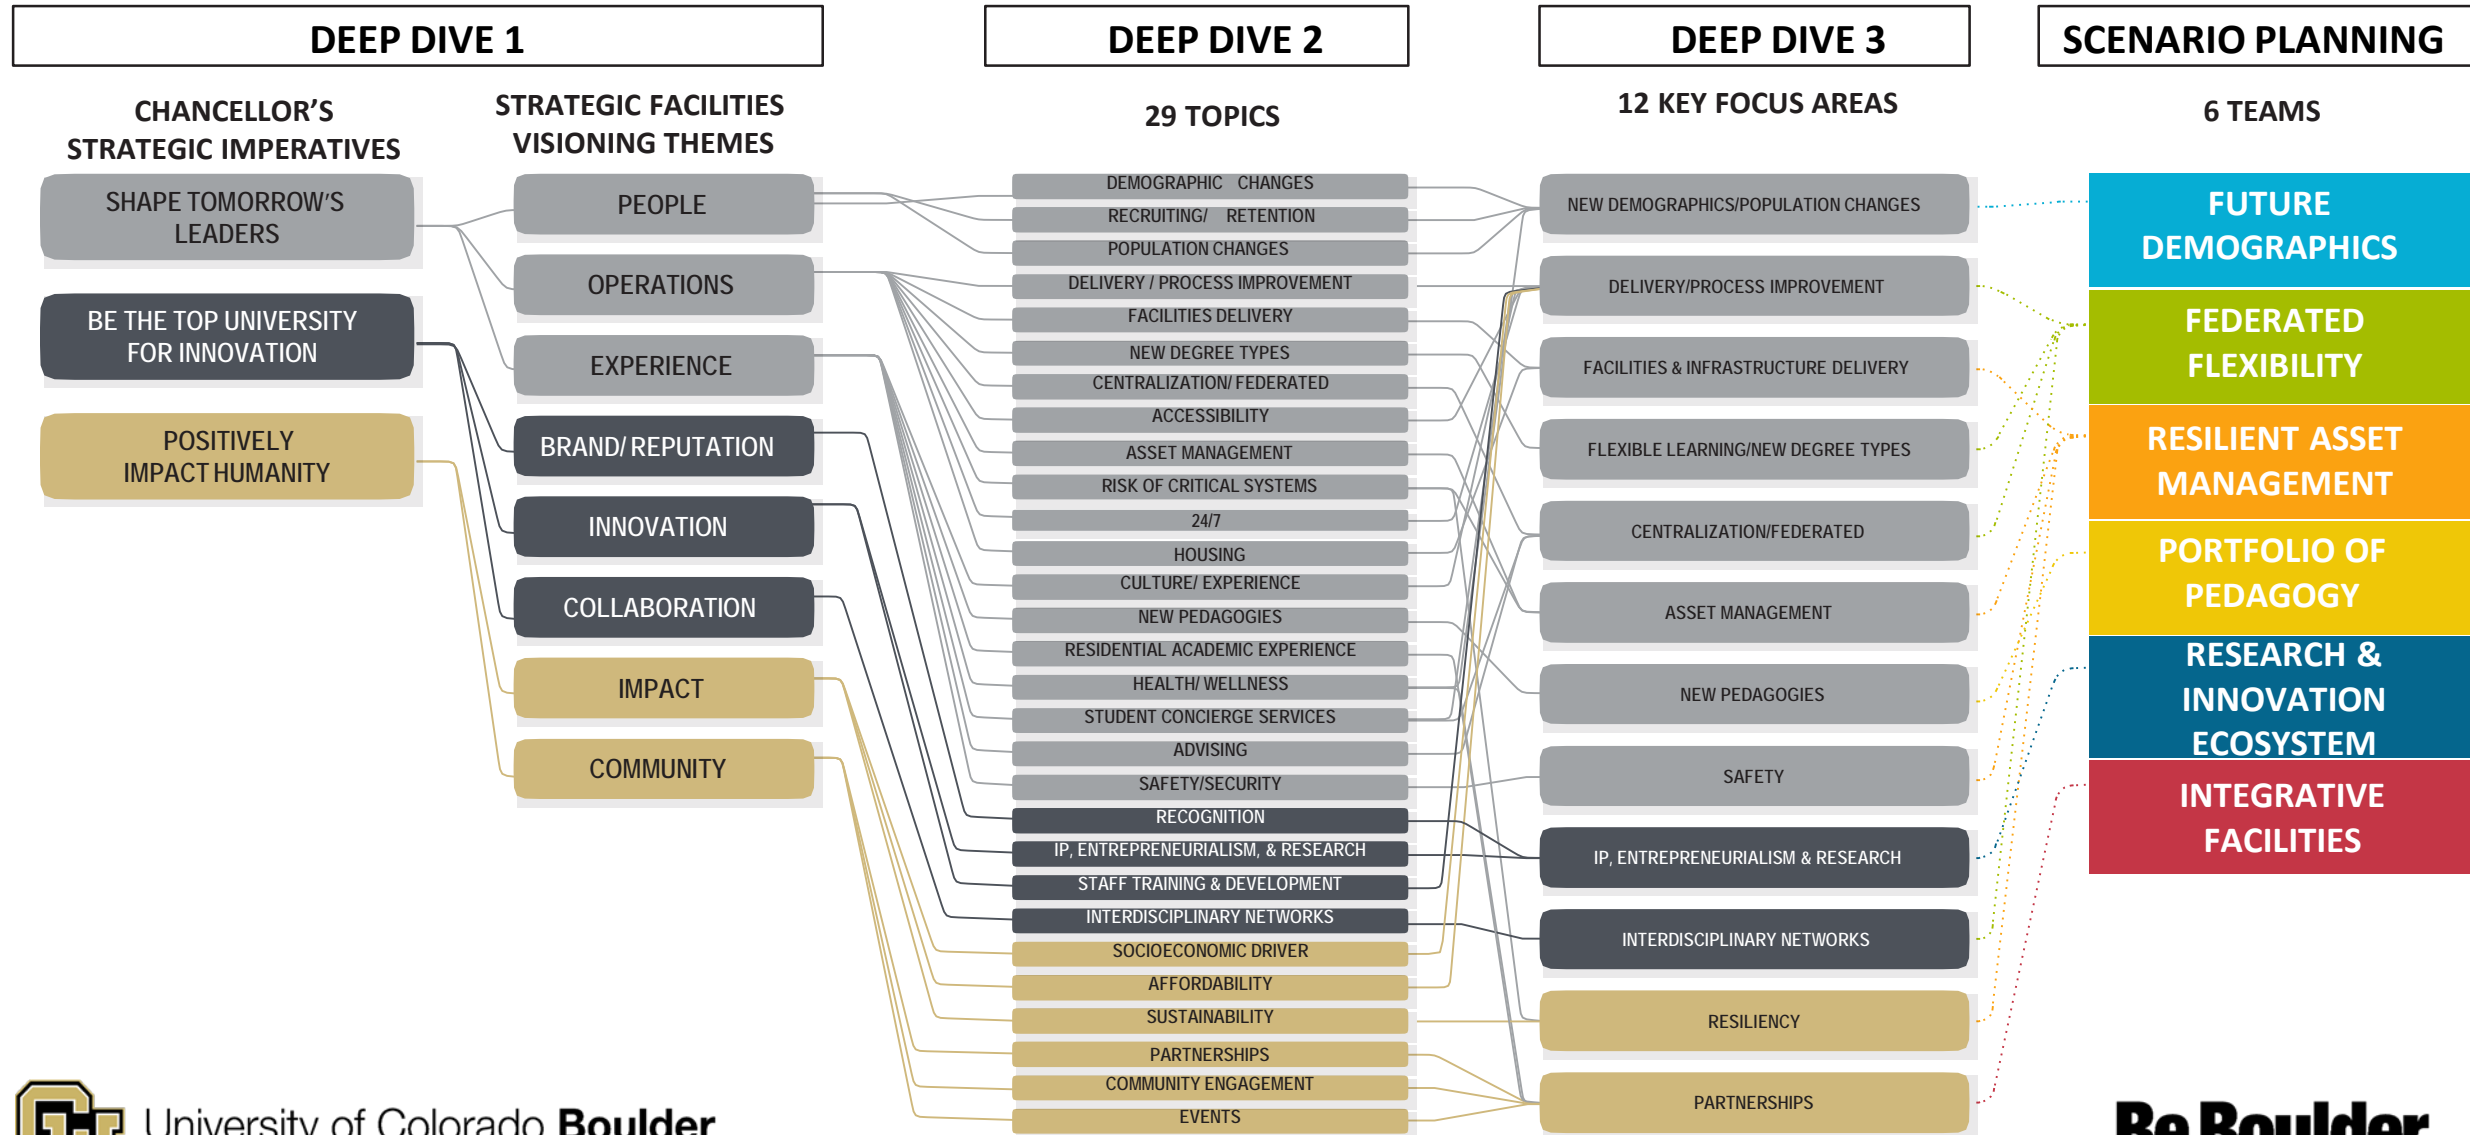 DEEP DIVE 1
DEEP DIVE 2
DEEP DIVE 3
SCENARIO PLANNING
CHANCELLOR'S
STRATEGIC IMPERATIVES
STRATEGIC FACILITIES
VISIONING THEMES
29 TOPICS
12 KEY FOCUS AREAS
6 TEAMS
SHAPE TOMORROW'S
LEADERS
BE THE TOP UNIVERSITY
FOR INNOVATION
POSITIVELY
IMPACT HUMANITY
PEOPLE
OPERATIONS
EXPERIENCE
BRAND/ REPUTATION
INNOVATION
COLLABORATION
IMPACT
COMMUNITY
DEMOGRAPHIC CHANGES
RECRUITING/ RETENTION
POPULATION CHANGES
DELIVERY / PROCESS IMPROVEMENT
FACILITIES DELIVERY
NEW DEGREE TYPES
CENTRALIZATION/ FEDERATED
ACCESSIBILITY
ASSET MANAGEMENT
RISK OF CRITICAL SYSTEMS
24/7
HOUSING
CULTURE/ EXPERIENCE
NEW PEDAGOGIES
RESIDENTIAL ACADEMIC EXPERIENCE
HEALTH/ WELLNESS
STUDENT CONCIERGE SERVICES
ADVISING
SAFETY/SECURITY
RECOGNITION
IP, ENTREPRENEURIALISM, & RESEARCH
STAFF TRAINING & DEVELOPMENT
INTERDISCIPLINARY NETWORKS
SOCIOECONOMIC DRIVER
AFFORDABILITY
SUSTAINABILITY
PARTNERSHIPS
COMMUNITY ENGAGEMENT
EVENTS
NEW DEMOGRAPHICS/POPULATION CHANGES
DELIVERY/PROCESS IMPROVEMENT
FACILITIES & INFRASTRUCTURE DELIVERY
FLEXIBLE LEARNING/NEW DEGREE TYPES
CENTRALIZATION/FEDERATED
ASSET MANAGEMENT
NEW PEDAGOGIES
SAFETY
IP, ENTREPRENEURIALISM & RESEARCH
INTERDISCIPLINARY NETWORKS
RESILIENCY
PARTNERSHIPS
FUTURE
DEMOGRAPHICS
FEDERATED
FLEXIBILITY
RESILIENT ASSET
MANAGEMENT
PORTFOLIO OF
PEDAGOGY
RESEARCH &
INNOVATION
ECOSYSTEM
INTEGRATIVE
FACILITIES
CU
University of Colorado Boulder
Be Boulder